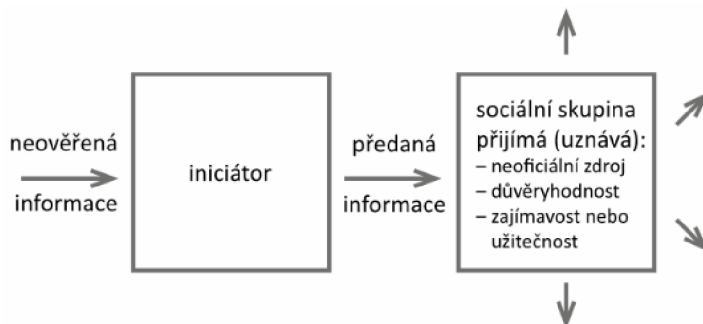 neověřená
informace
iniciátor
předaná
informace
sociální skupina
přijímá (uznává):
– neoficiální zdroj
– důvěryhodnost
– zajímavost nebo
užitečnost